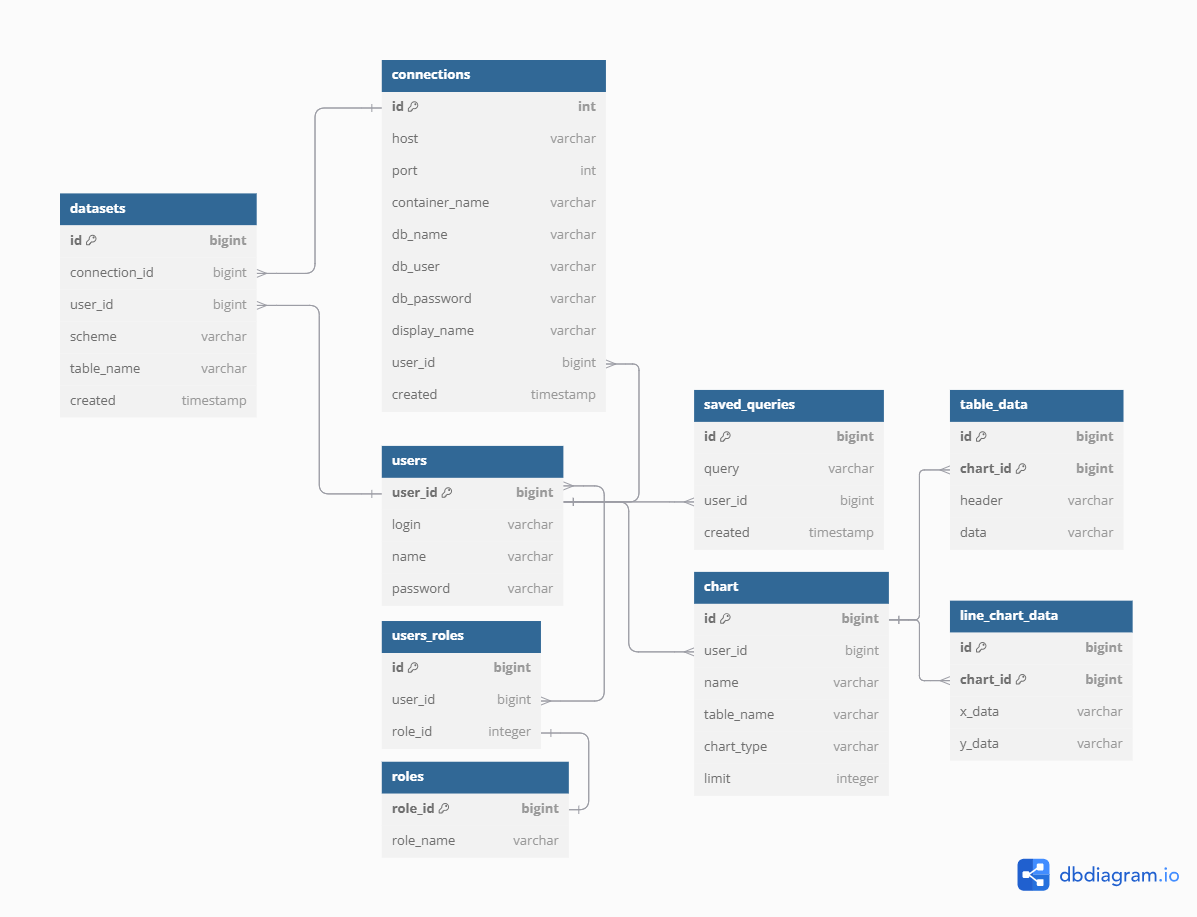 connections
id int
host varchar
port int
container_name varchar
db_name varchar
db_user varchar
db_password varchar
display_name varchar
user_id bigint
created timestamp
datasets
id bigint
connection_id bigint
user_id bigint
scheme varchar
table_name varchar
created timestamp
users
user_id bigint
login varchar
name varchar
password varchar
saved_queries
id bigint
query varchar
user_id bigint
created timestamp
table_data
id bigint
chart_id bigint
header varchar
data varchar
chart
id bigint
user_id bigint
name varchar
table_name varchar
chart_type varchar
limit integer
line_chart_data
id bigint
chart_id bigint
x_data varchar
y_data varchar
users_roles
id bigint
user_id bigint
role_id integer
roles
role_id bigint
role_name varchar
dbdiagram.io